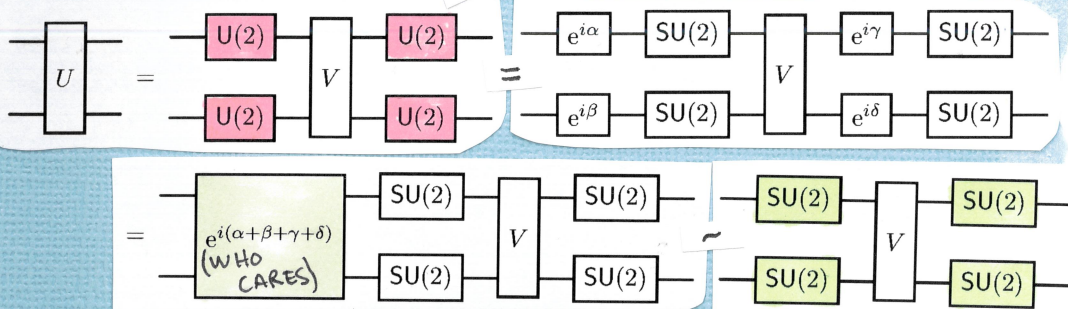 U = U(2) U(2) V U(2) U(2) = e^{iα} SU(2) V e^{iγ} SU(2)
e^{iβ} SU(2) e^{iδ} SU(2)
= e^{i(α+β+γ+δ)} SU(2) V SU(2) ~ SU(2) V SU(2)
(WHO
CARES) SU(2) SU(2) SU(2) SU(2)